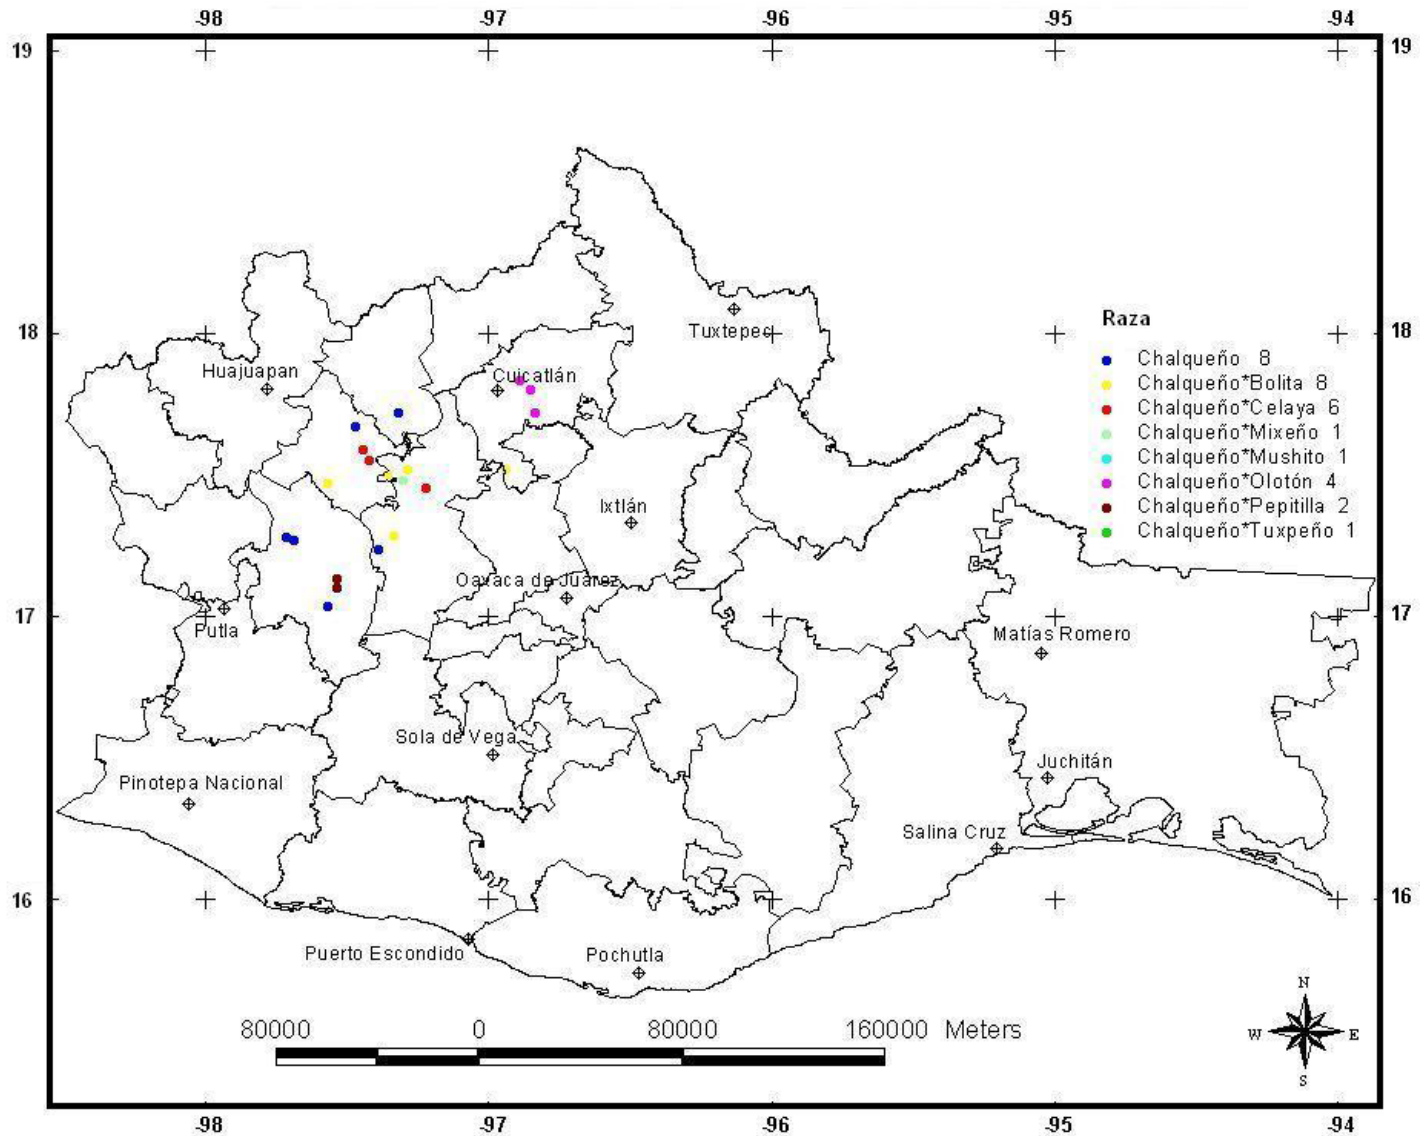 -98 -97 -96 -95 -94
19 19
Tuxtepec
Raza
18 18
Chalqueño 8
Huajuapan Cuicatlán
Chalqueño*Bolita 8
Chalqueño*Celaya 6
Chalqueño*Mixeño 1
Chalqueño*Mushito 1
Chalqueño*Olotón 4
Chalqueño*Pepitilla 2
Chalqueño*Tuxpeño 1
Ixtlán
Oaxaca de Juárez
17 17
Putla Matías Romero
Sola de Vega
Juchitán
Pinotepa Nacional
Salina Cruz
16 16
Puerto Escondido Pochutla
N
W E
S
80000 0 80000 160000 Meters
-98 -97 -96 -95 -94